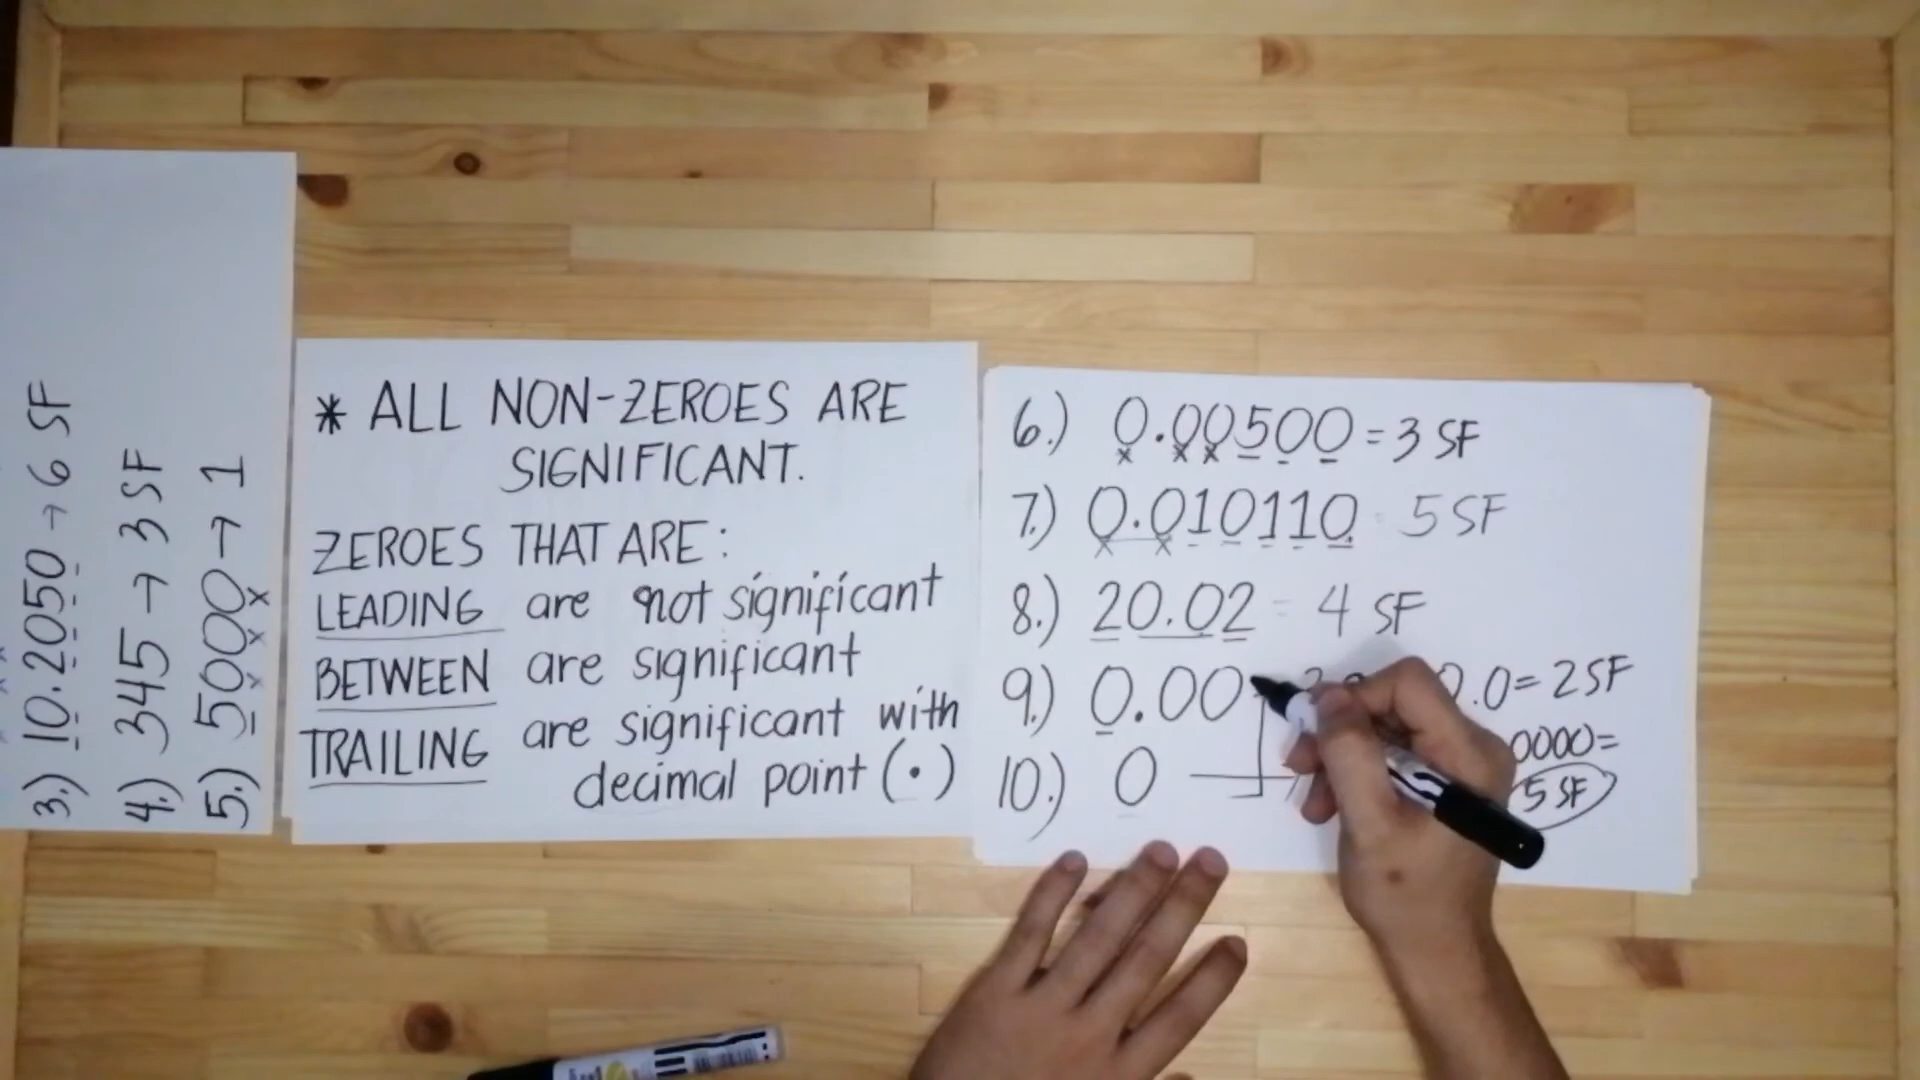 3.) 10.2050 → 6 SF
4.) 345 → 3 SF
5.) 5000 → 1
* ALL NON-ZEROES ARE
SIGNIFICANT.
ZEROES THAT ARE:
LEADING are not significant
BETWEEN are significant
TRAILING are significant with
decimal point (.)
6.) 0.00500 = 3 SF
7.) 0.010110 5 SF
8.) 20.02 = 4 SF
9.) 0.00 0.0 = 2 SF
0000 =
10.) 0 5 SF